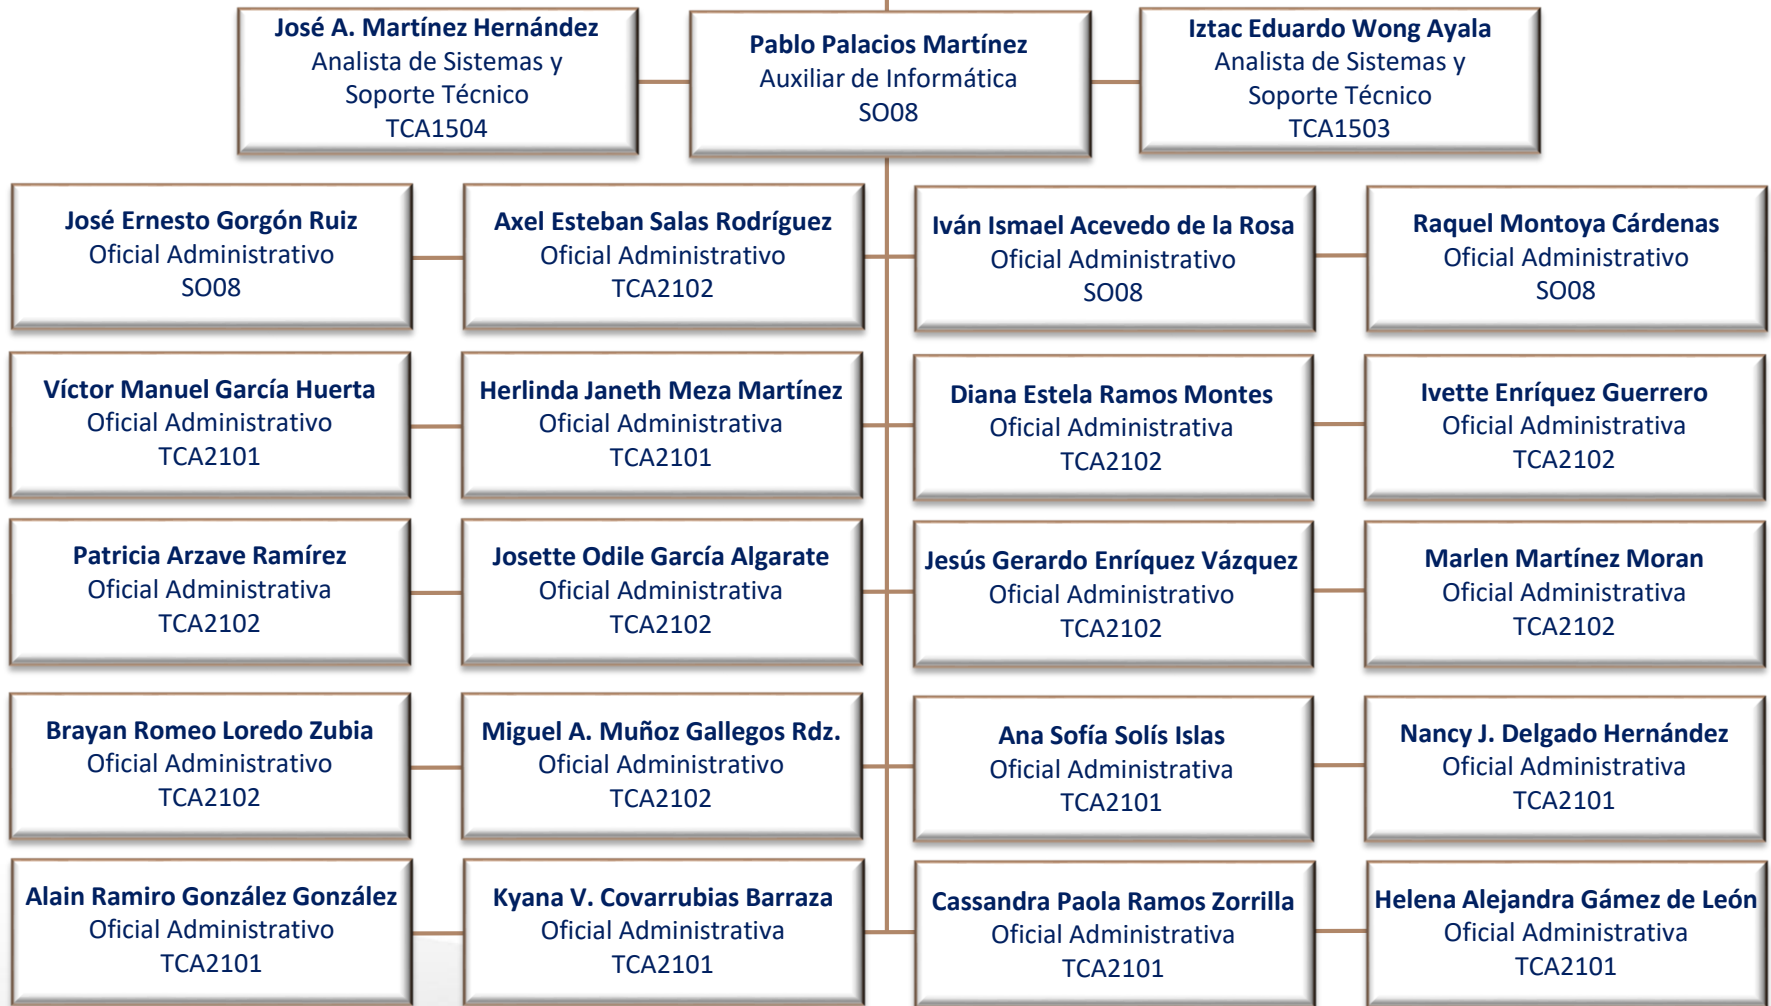 José A. Martínez Hernández
Analista de Sistemas y
Soporte Técnico
TCA1504
Pablo Palacios Martínez
Auxiliar de Informática
SO08
Iztac Eduardo Wong Ayala
Analista de Sistemas y
Soporte Técnico
TCA1503
José Ernesto Gorgón Ruiz
Oficial Administrativo
SO08
Axel Esteban Salas Rodríguez
Oficial Administrativo
TCA2102
Iván Ismael Acevedo de la Rosa
Oficial Administrativo
SO08
Raquel Montoya Cárdenas
Oficial Administrativo
SO08
Víctor Manuel García Huerta
Oficial Administrativo
TCA2101
Herlinda Janeth Meza Martínez
Oficial Administrativa
TCA2101
Diana Estela Ramos Montes
Oficial Administrativa
TCA2102
Ivette Enríquez Guerrero
Oficial Administrativa
TCA2102
Patricia Arzave Ramírez
Oficial Administrativa
TCA2102
Josette Odile García Algarate
Oficial Administrativa
TCA2102
Jesús Gerardo Enríquez Vázquez
Oficial Administrativo
TCA2102
Marlen Martínez Moran
Oficial Administrativa
TCA2102
Brayan Romeo Loredo Zubia
Oficial Administrativo
TCA2102
Miguel A. Muñoz Gallegos Rdz.
Oficial Administrativo
TCA2102
Ana Sofía Solís Islas
Oficial Administrativa
TCA2101
Nancy J. Delgado Hernández
Oficial Administrativa
TCA2101
Alain Ramiro González González
Oficial Administrativo
TCA2101
Kyana V. Covarrubias Barraza
Oficial Administrativa
TCA2101
Cassandra Paola Ramos Zorrilla
Oficial Administrativa
TCA2101
Helena Alejandra Gámez de León
Oficial Administrativa
TCA2101